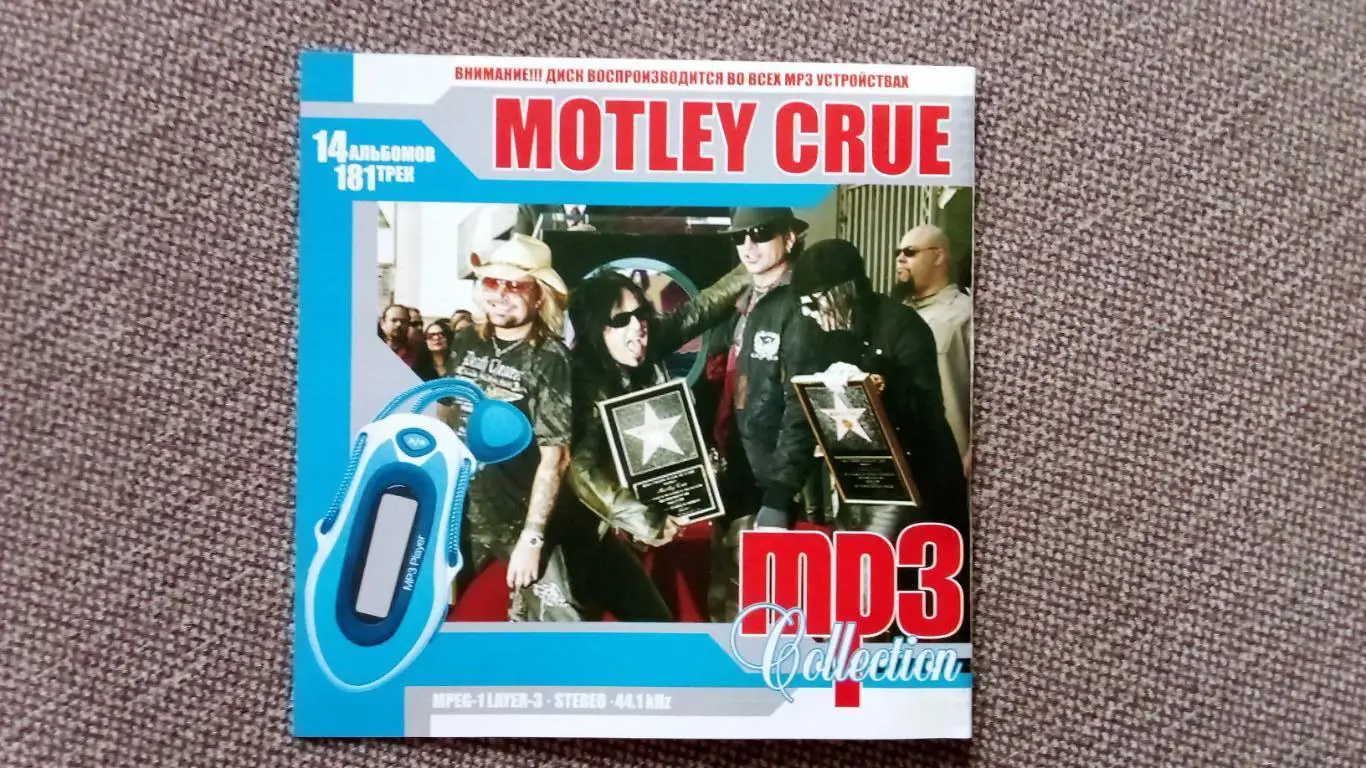 ВНИМАНИЕ!!! ДИСК ВОСПРОИЗВОДИТСЯ ВО ВСЕХ MP3 УСТРОЙСТВАХ
MOTLEY CRUE
14 АЛЬБОМОВ
181 ТРЕК
MP3 Player
mp3
Collection
MPEG-1 LAYER-3 - STEREO -44.1 kHz